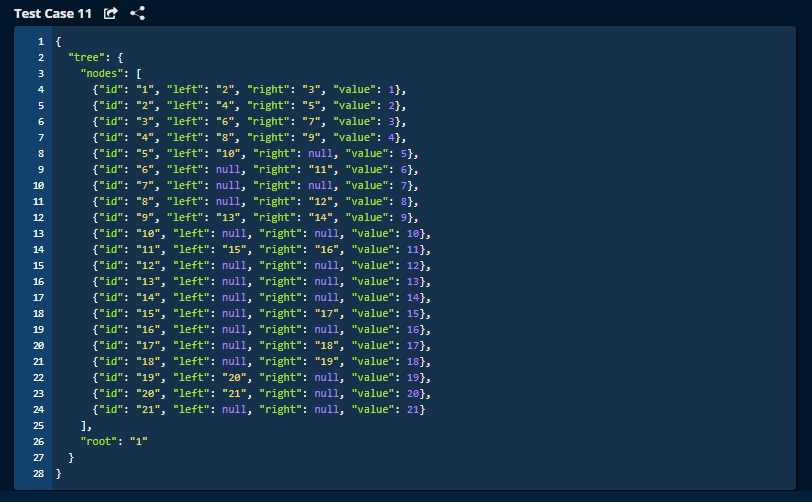 Test Case 11
1 {
2   "tree": {
3     "nodes": [
4       {"id": "1", "left": "2", "right": "3", "value": 1},
5       {"id": "2", "left": "4", "right": "5", "value": 2},
6       {"id": "3", "left": "6", "right": "7", "value": 3},
7       {"id": "4", "left": "8", "right": "9", "value": 4},
8       {"id": "5", "left": "10", "right": null, "value": 5},
9       {"id": "6", "left": null, "right": "11", "value": 6},
10       {"id": "7", "left": null, "right": null, "value": 7},
11       {"id": "8", "left": null, "right": "12", "value": 8},
12       {"id": "9", "left": "13", "right": "14", "value": 9},
13       {"id": "10", "left": null, "right": null, "value": 10},
14       {"id": "11", "left": "15", "right": "16", "value": 11},
15       {"id": "12", "left": null, "right": null, "value": 12},
16       {"id": "13", "left": null, "right": null, "value": 13},
17       {"id": "14", "left": null, "right": null, "value": 14},
18       {"id": "15", "left": null, "right": "17", "value": 15},
19       {"id": "16", "left": null, "right": null, "value": 16},
20       {"id": "17", "left": null, "right": "18", "value": 17},
21       {"id": "18", "left": null, "right": "19", "value": 18},
22       {"id": "19", "left": "20", "right": null, "value": 19},
23       {"id": "20", "left": "21", "right": null, "value": 20},
24       {"id": "21", "left": null, "right": null, "value": 21}
25     ],
26     "root": "1"
27   }
28 }